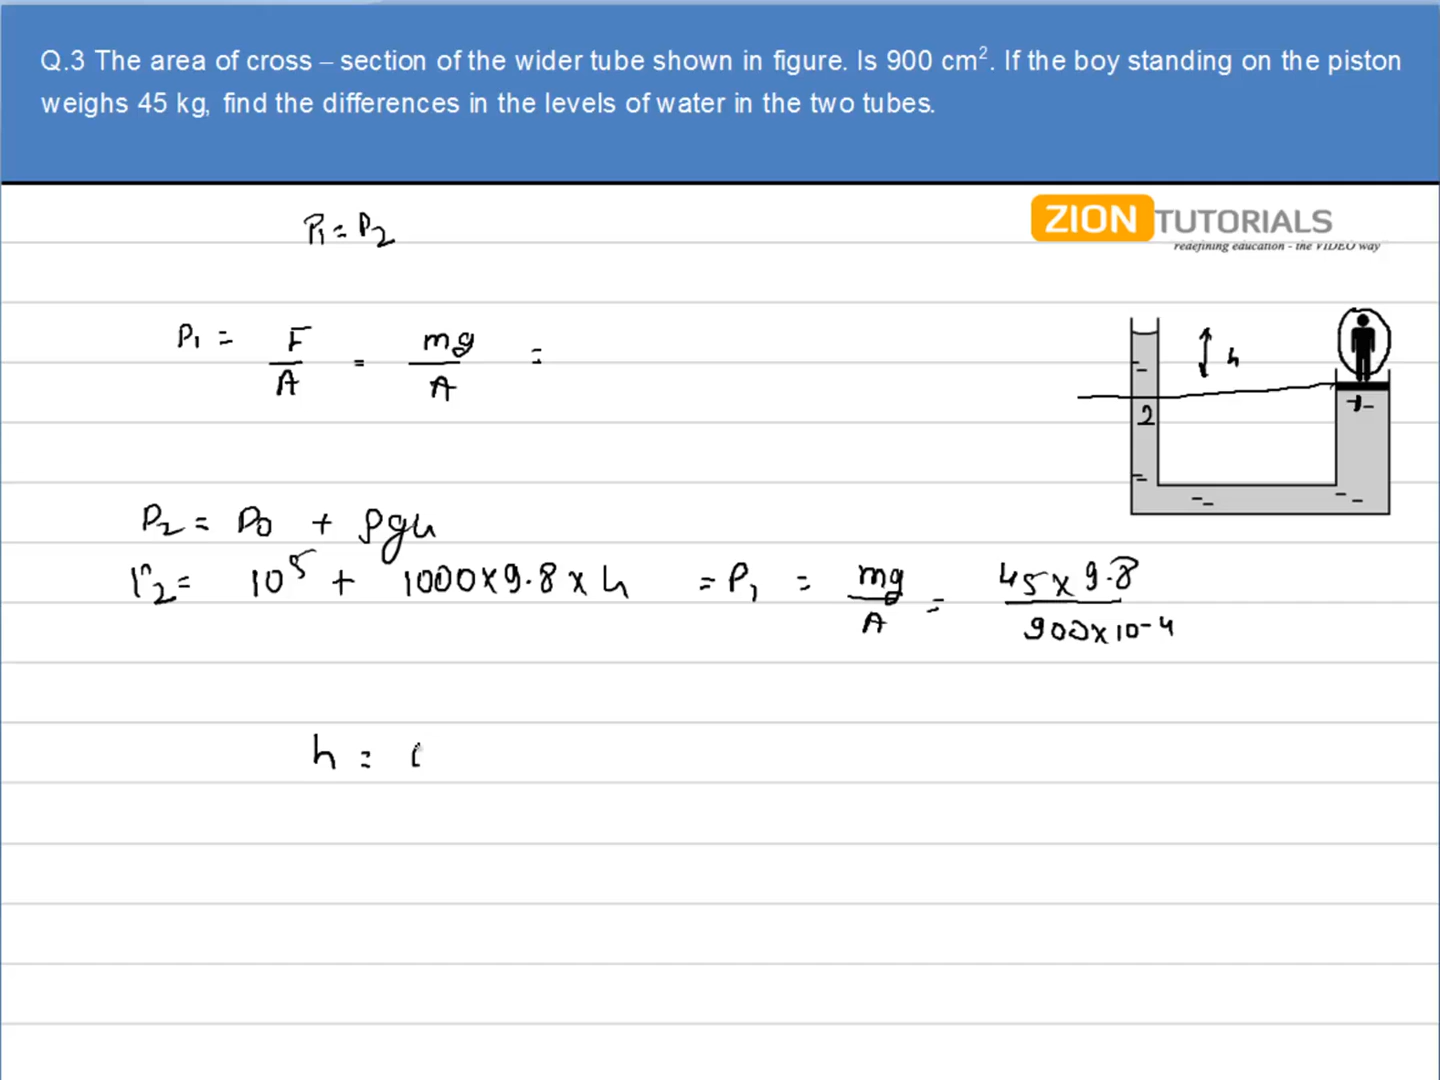 Q.3 The area of cross – section of the wider tube shown in figure. Is 900 cm². If the boy standing on the piston
weighs 45 kg, find the differences in the levels of water in the two tubes.
P₁ = P₂
ZION TUTORIALS
redefining education - the VIDEO way
P₁ = F/A = mg/A =
h
2
P₂ = P₀ + ρgh
P₂ = 10⁵ + 1000 × 9.8 × h = P₁ = mg/A = 45 × 9.8 / 900 × 10⁻⁴
h =